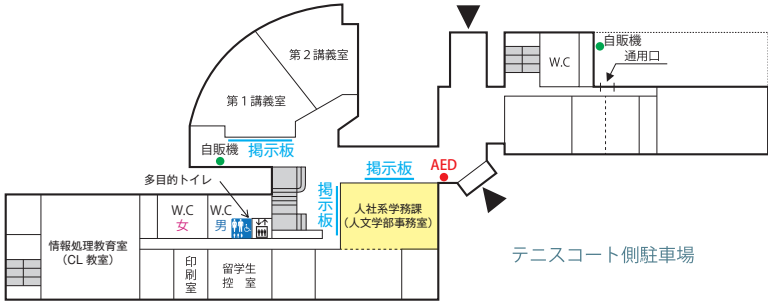 自販機
通用口
W.C
第2講義室
第1講義室
自販機
掲示板
掲示板
AED
多目的トイレ
掲示板
人社系学務課
(人文学部事務室)
W.C
女
W.C
男
情報処理教育室
(CL 教室)
印刷室
留学生
控 室
テニスコート側駐車場